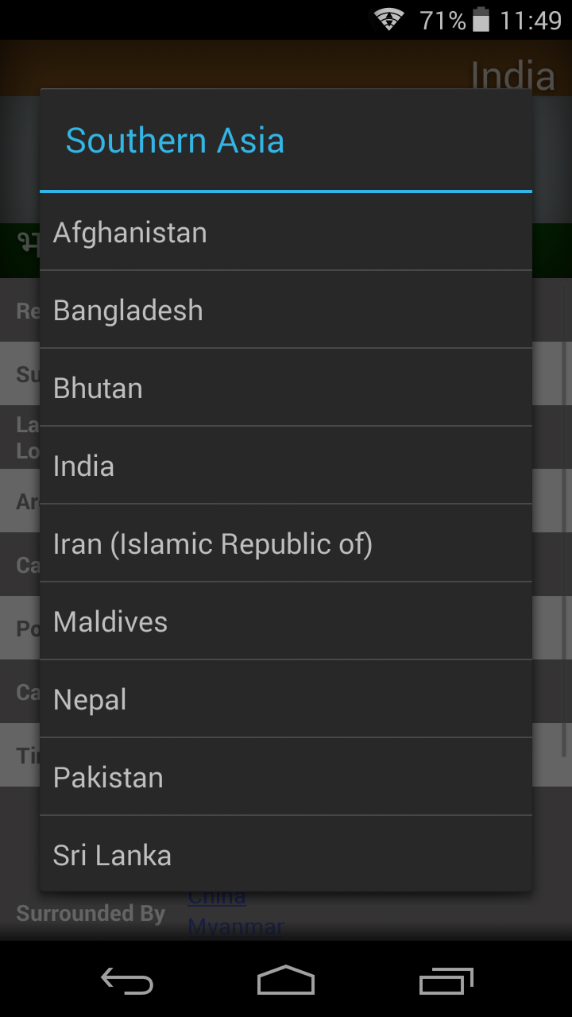 71% 11:49
India
Southern Asia
Afghanistan
Bangladesh
Bhutan
India
Iran (Islamic Republic of)
Maldives
Nepal
Pakistan
Sri Lanka
China
Surrounded By
Myanmar